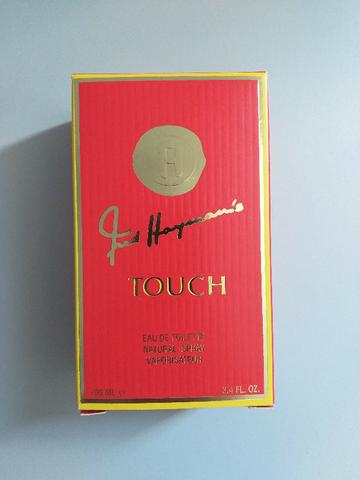 H
Fred Hayman's
TOUCH
EAU DE TOILETTE
NATURAL SPRAY
VAPORISATEUR
100 ML ℮ 3.4 FL. OZ.